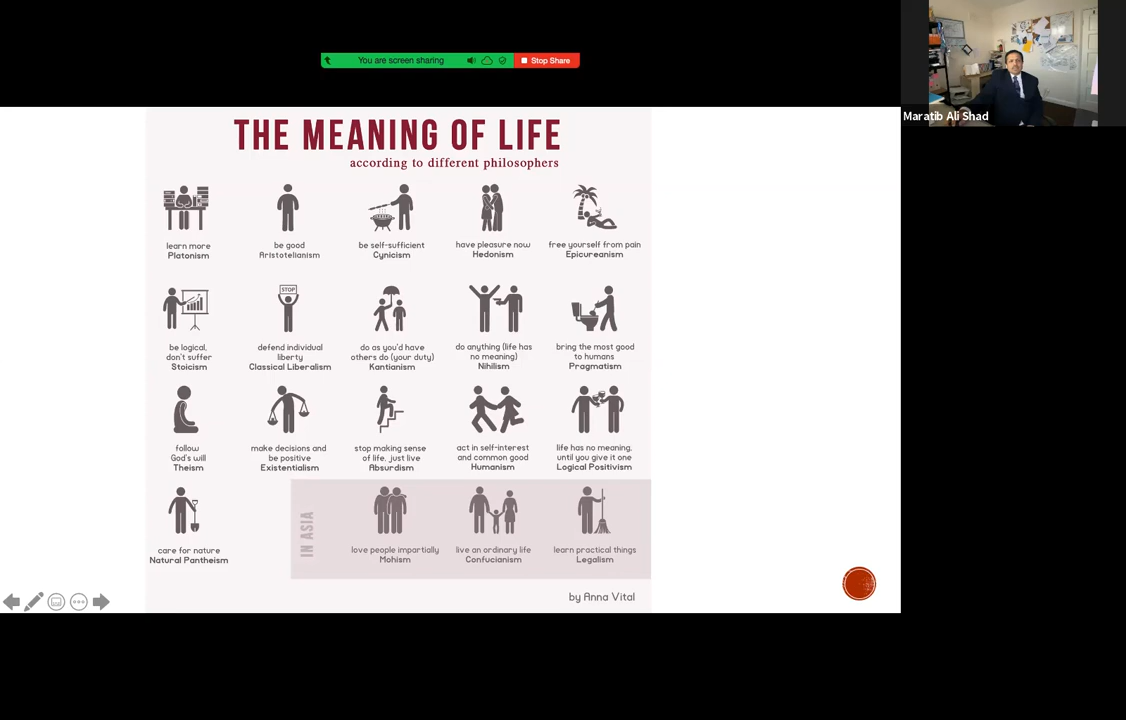 You are screen sharing
Stop Share
Maratib Ali Shad
THE MEANING OF LIFE
according to different philosophers
learn more
Platonism
be good
Aristotelianism
be self-sufficient
Cynicism
have pleasure now
Hedonism
free yourself from pain
Epicureanism
be logical,
don't suffer
Stoicism
STOP
defend individual
liberty
Classical Liberalism
do as you'd have
others do (your duty)
Kantianism
do anything (life has
no meaning)
Nihilism
bring the most good
to humans
Pragmatism
follow
God's will
Theism
make decisions and
be positive
Existentialism
stop making sense
of life, just live
Absurdism
act in self-interest
and common good
Humanism
life has no meaning,
until you give it one
Logical Positivism
care for nature
Natural Pantheism
IN ASIA
love people impartially
Mohism
live an ordinary life
Confucianism
learn practical things
Legalism
by Anna Vital